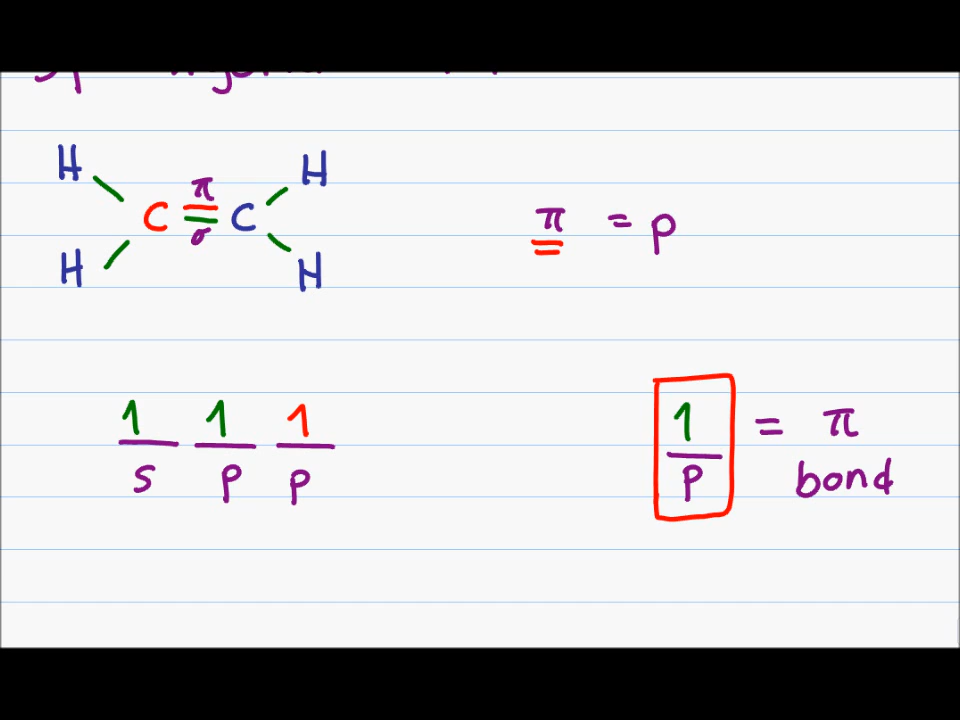 H H
π
C = C
σ
H H
π = p
1 1 1
s p p
1 = π
p bond